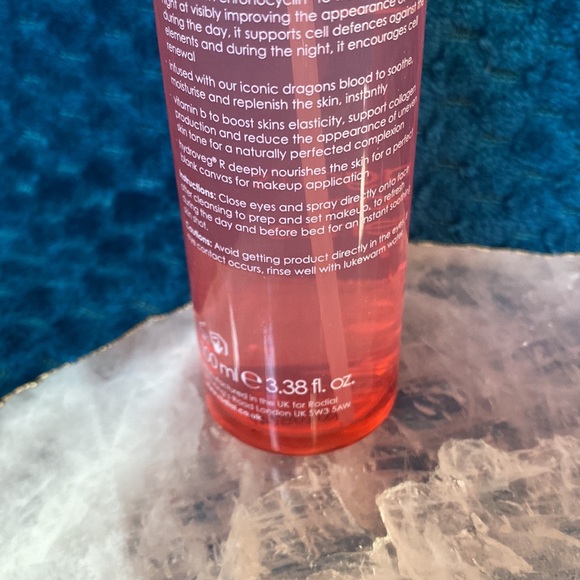 chronocyclin®
at visibly improving the appearance
during the day, it supports cell defences against the
elements and during the night, it encourages cell
renewal
· infused with our iconic dragons blood to soothe,
moisturise and replenish the skin, instantly
· vitamin b to boost skins elasticity, support collagen
production and reduce the appearance of uneven
skin tone for a naturally perfected complexion
hydroveg® R deeply nourishes the skin for a perfect
blank canvas for makeup application
Instructions: Close eyes and spray directly onto face
after cleansing to prep and set makeup, to refresh
during the day and before bed for an instant soothing
skin shot.
Cautions: Avoid getting product directly in the eyes.
contact occurs, rinse well with lukewarm water.
ml e 3.38 fl. oz.
in the UK for Rodial
Road London UK SW3 5AW
.co.uk